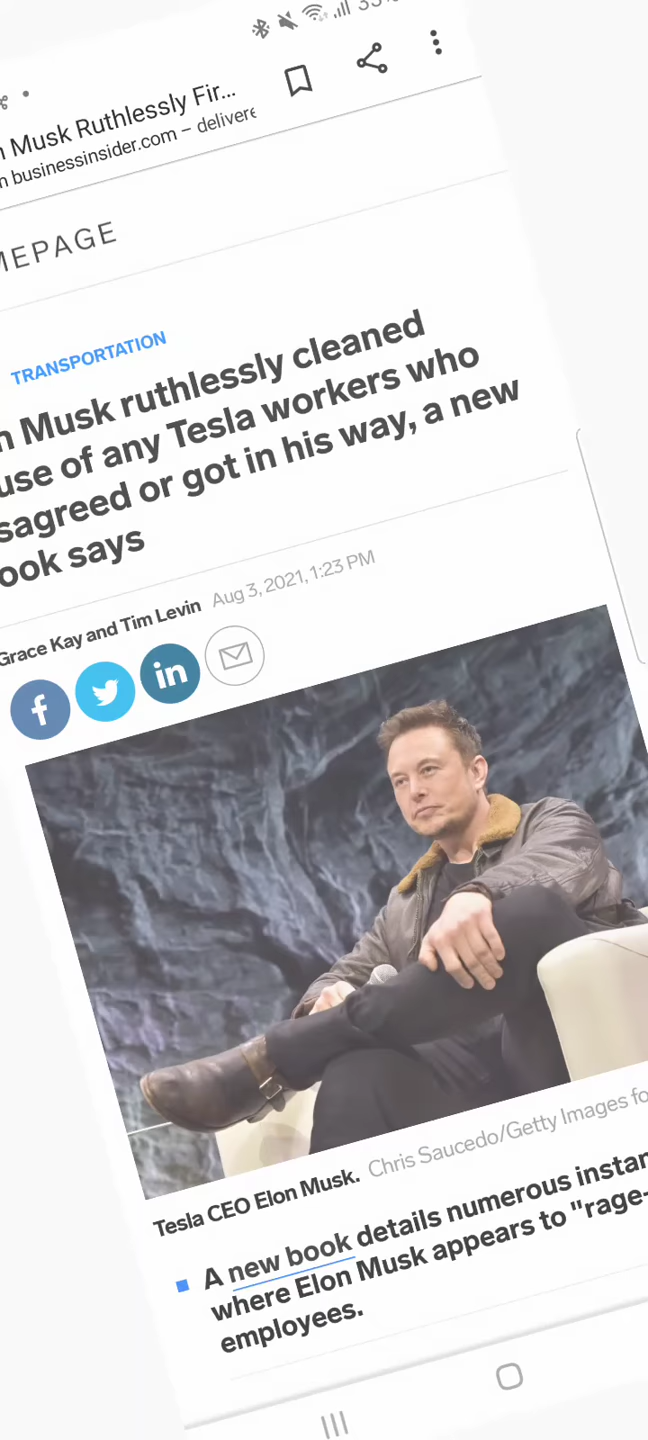 33
n Musk Ruthlessly Fir...
businessinsider.com – delivere
MEPAGE
TRANSPORTATION
n Musk ruthlessly cleaned
use of any Tesla workers who
sagreed or got in his way, a new
ook says
Grace Kay and Tim Levin Aug 3, 2021, 1:23 PM
f
in
Tesla CEO Elon Musk. Chris Saucedo/Getty Images fo
A new book details numerous instan
where Elon Musk appears to "rage-
employees.